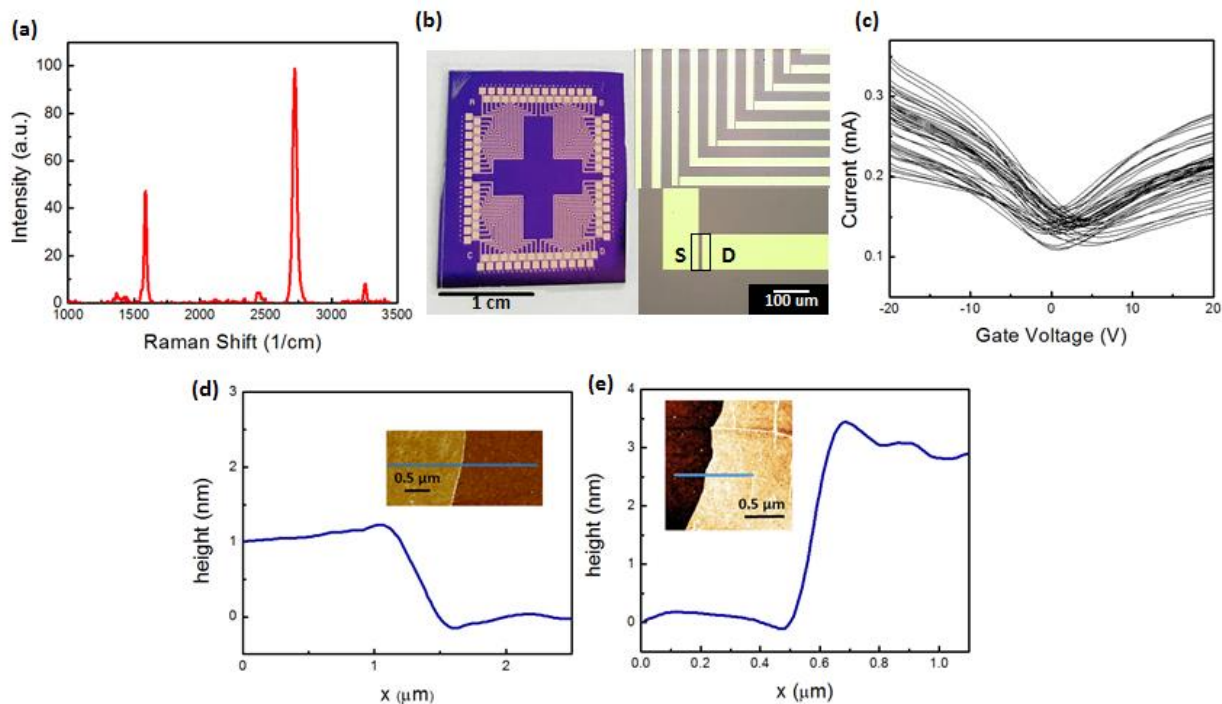 (a)
100
80
60
40
20
0
Intensity (a.u.)
1000 1500 2000 2500 3000 3500
Raman Shift (1/cm)
(b)
A
B
C
D
1 cm
S D
100 um
(c)
0.3
0.2
0.1
Current (mA)
-20 -10 0 10 20
Gate Voltage (V)
(d)
3
2
1
0
height (nm)
0.5 µm
0 1 2
x (µm)
(e)
4
3
2
1
0
height (nm)
0.5 µm
0.0 0.2 0.4 0.6 0.8 1.0
x (µm)